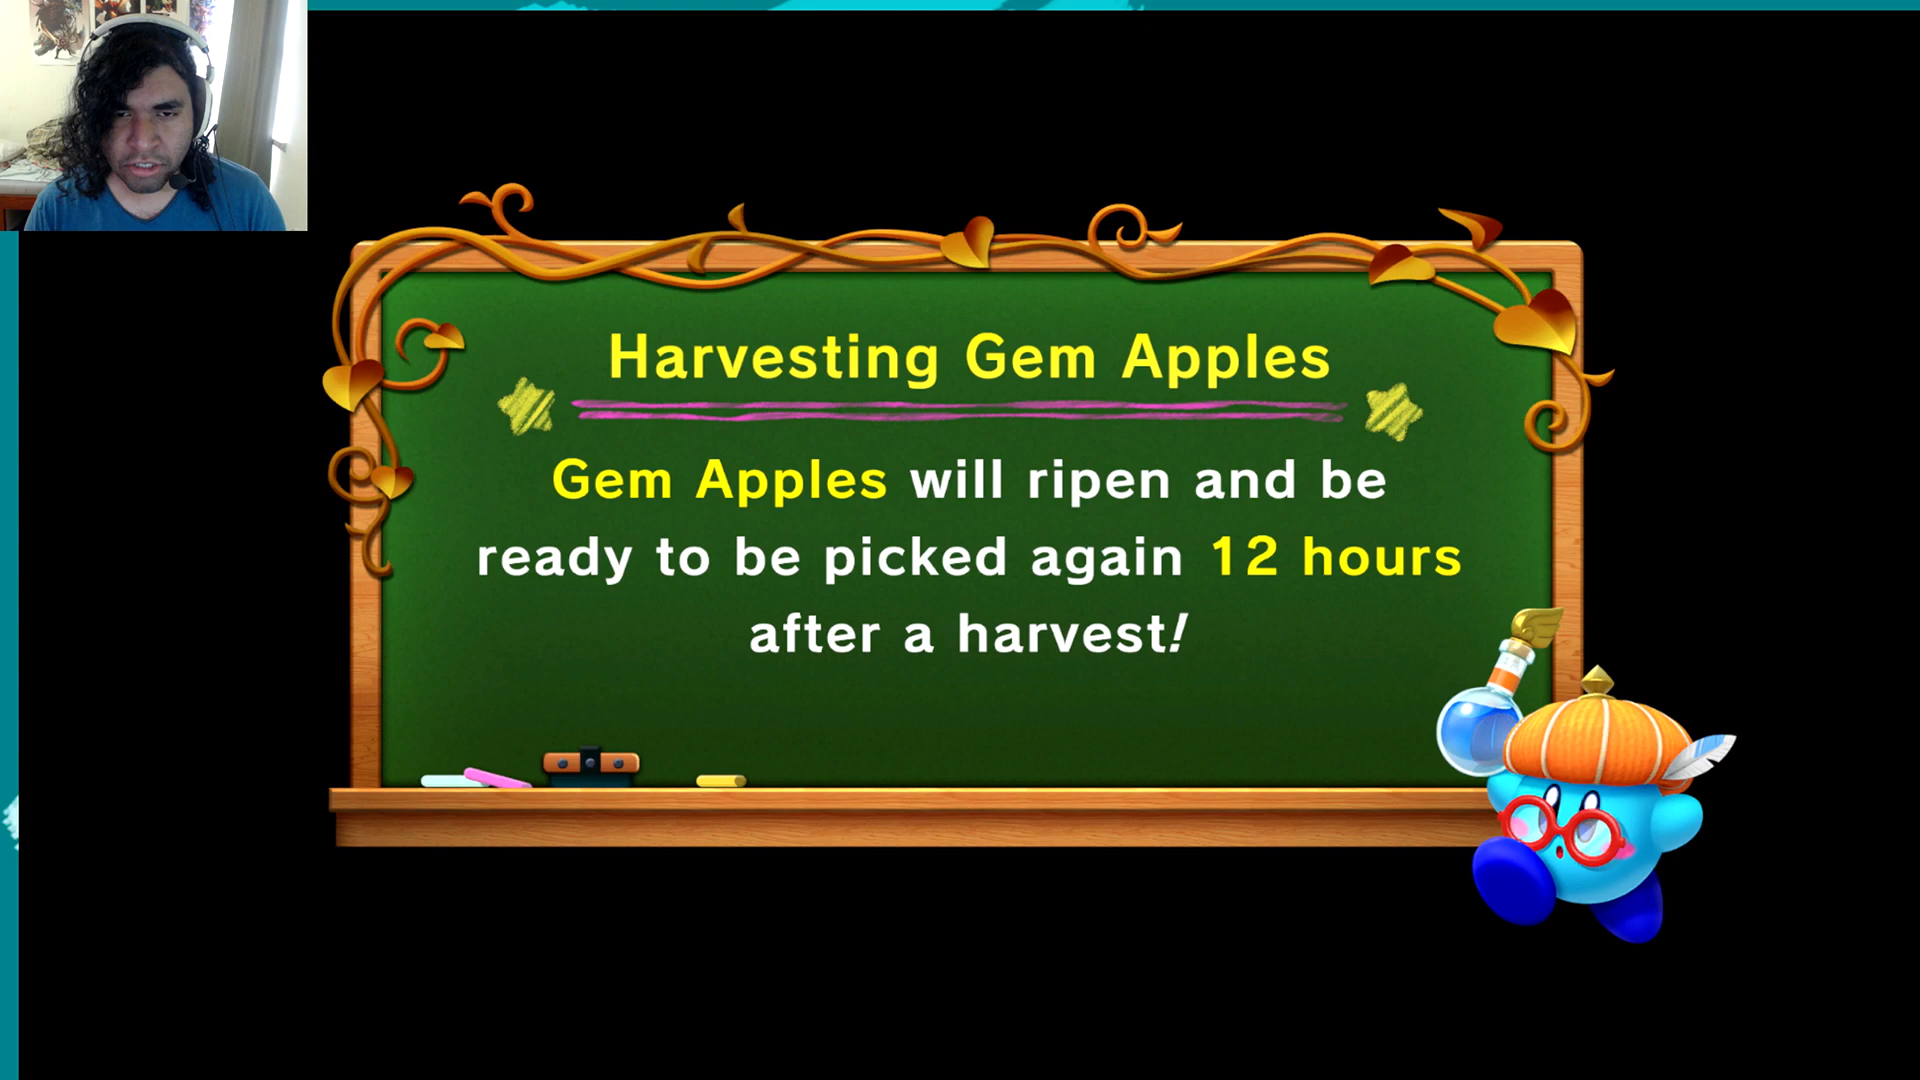 Harvesting Gem Apples
Gem Apples will ripen and be
ready to be picked again 12 hours
after a harvest!